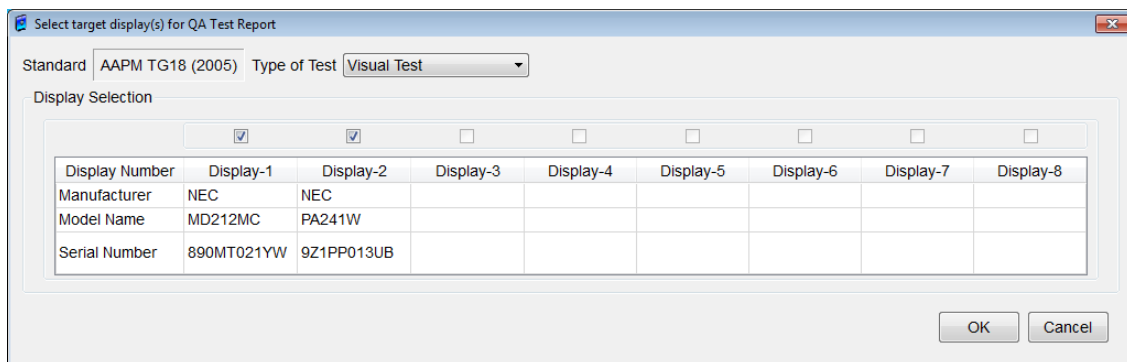 Select target display(s) for QA Test Report
Standard AAPM TG18 (2005) Type of Test Visual Test
Display Selection
Display Number Display-1 Display-2 Display-3 Display-4 Display-5 Display-6 Display-7 Display-8
Manufacturer NEC NEC
Model Name MD212MC PA241W
Serial Number 890MT021YW 9Z1PP013UB
OK Cancel